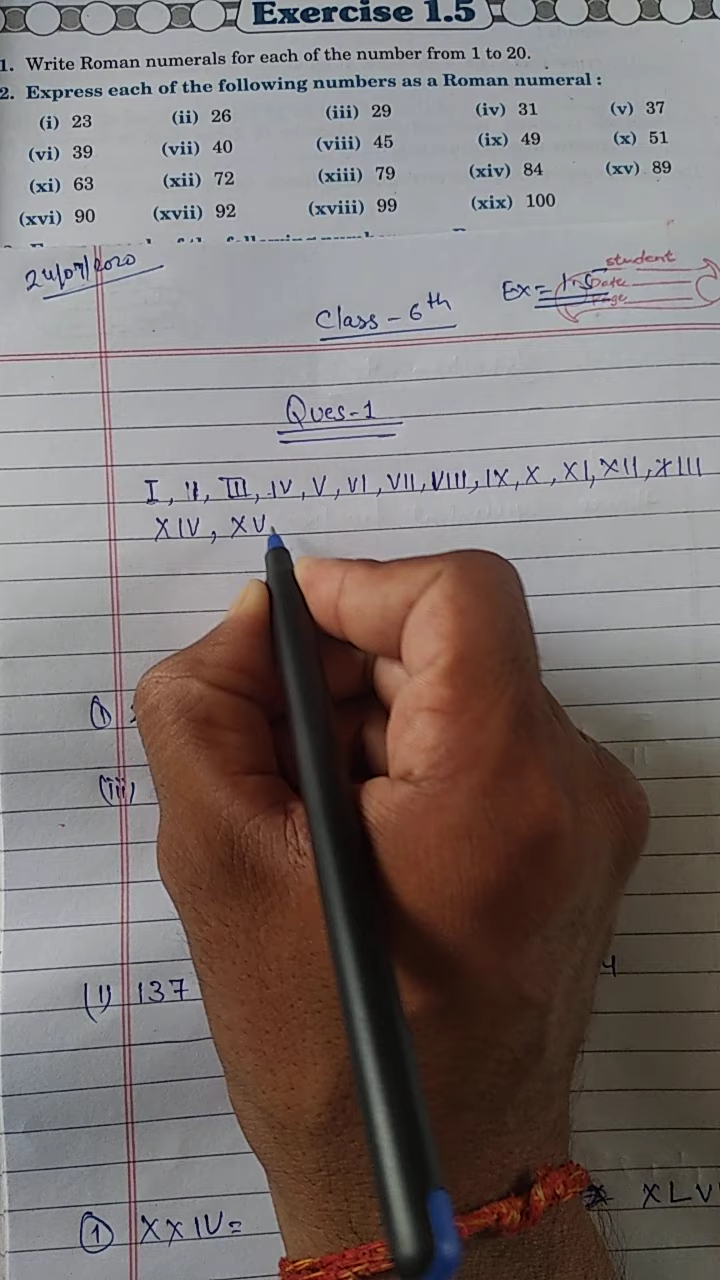 Exercise 1.5
1. Write Roman numerals for each of the number from 1 to 20.
2. Express each of the following numbers as a Roman numeral :
(i) 23 (ii) 26 (iii) 29 (iv) 31 (v) 37
(vi) 39 (vii) 40 (viii) 45 (ix) 49 (x) 51
(xi) 63 (xii) 72 (xiii) 79 (xiv) 84 (xv) 89
(xvi) 90 (xvii) 92 (xviii) 99 (xix) 100
24/07/2020
student
Date
Page
Ex = 1.5
Class - 6th
Ques-1
I, II, III, IV, V, VI, VII, VIII, IX, X, XI, XII, XIII
XIV, XV
(i)
(iii)
(i) 137
4
(1) XXIV = XLV